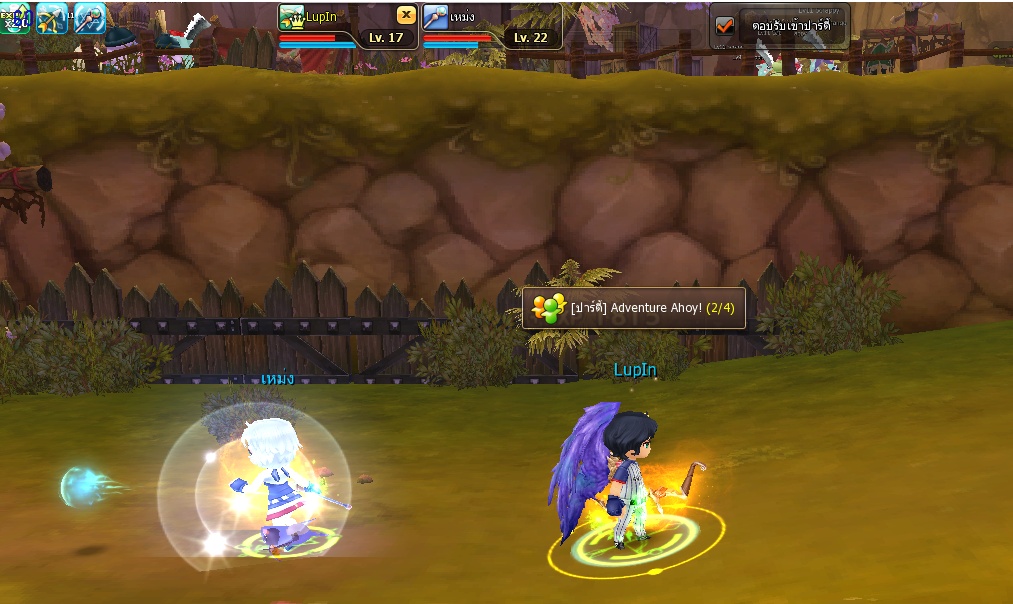 LupIn
Lv. 17
เหม่ง
Lv. 22
ตอบรับเข้าปาร์ตี้
[ปาร์ตี้] Adventure Ahoy! (2/4)
เหม่ง
LupIn